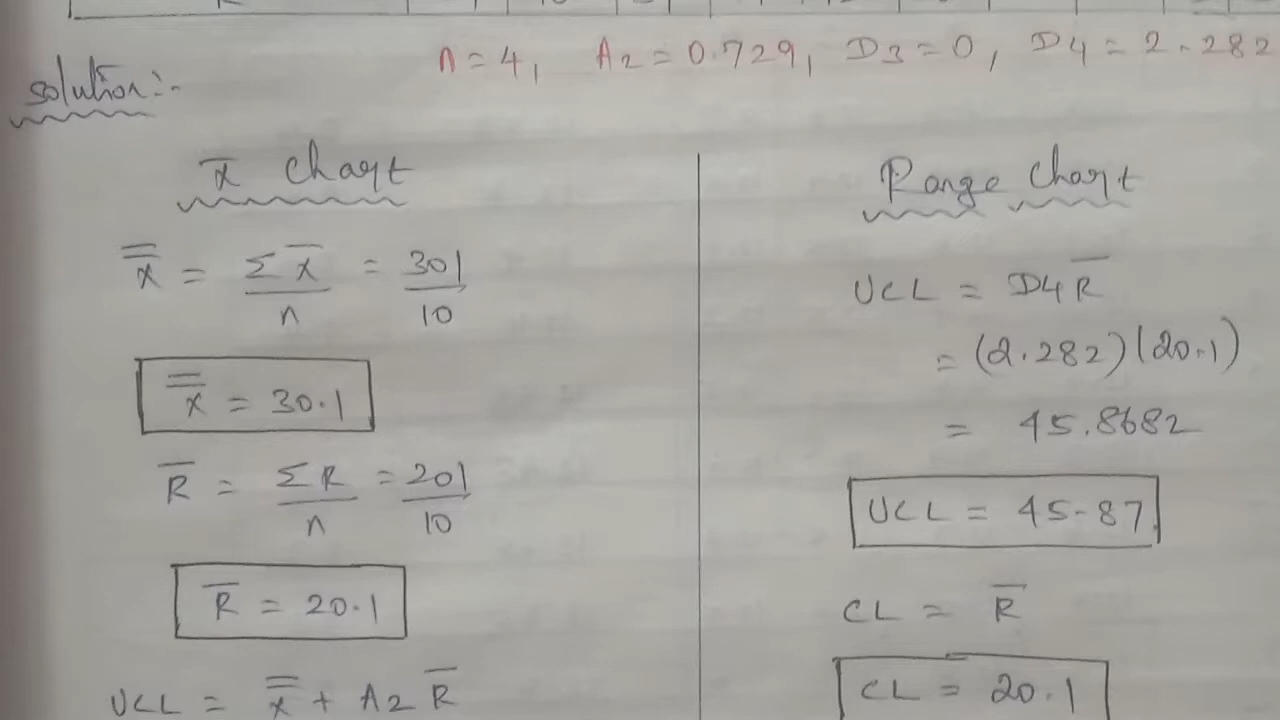 n = 4, A2 = 0.729, D3 = 0, D4 = 2.282
Solution:-
x̄ chart
x̿ = Σx̄/n = 301/10
x̿ = 30.1
R̄ = ΣR/n = 201/10
R̄ = 20.1
UCL = x̿ + A2 R̄
Range chart
UCL = D4R̄
= (2.282)(20.1)
= 45.8682
UCL = 45.87
CL = R̄
CL = 20.1